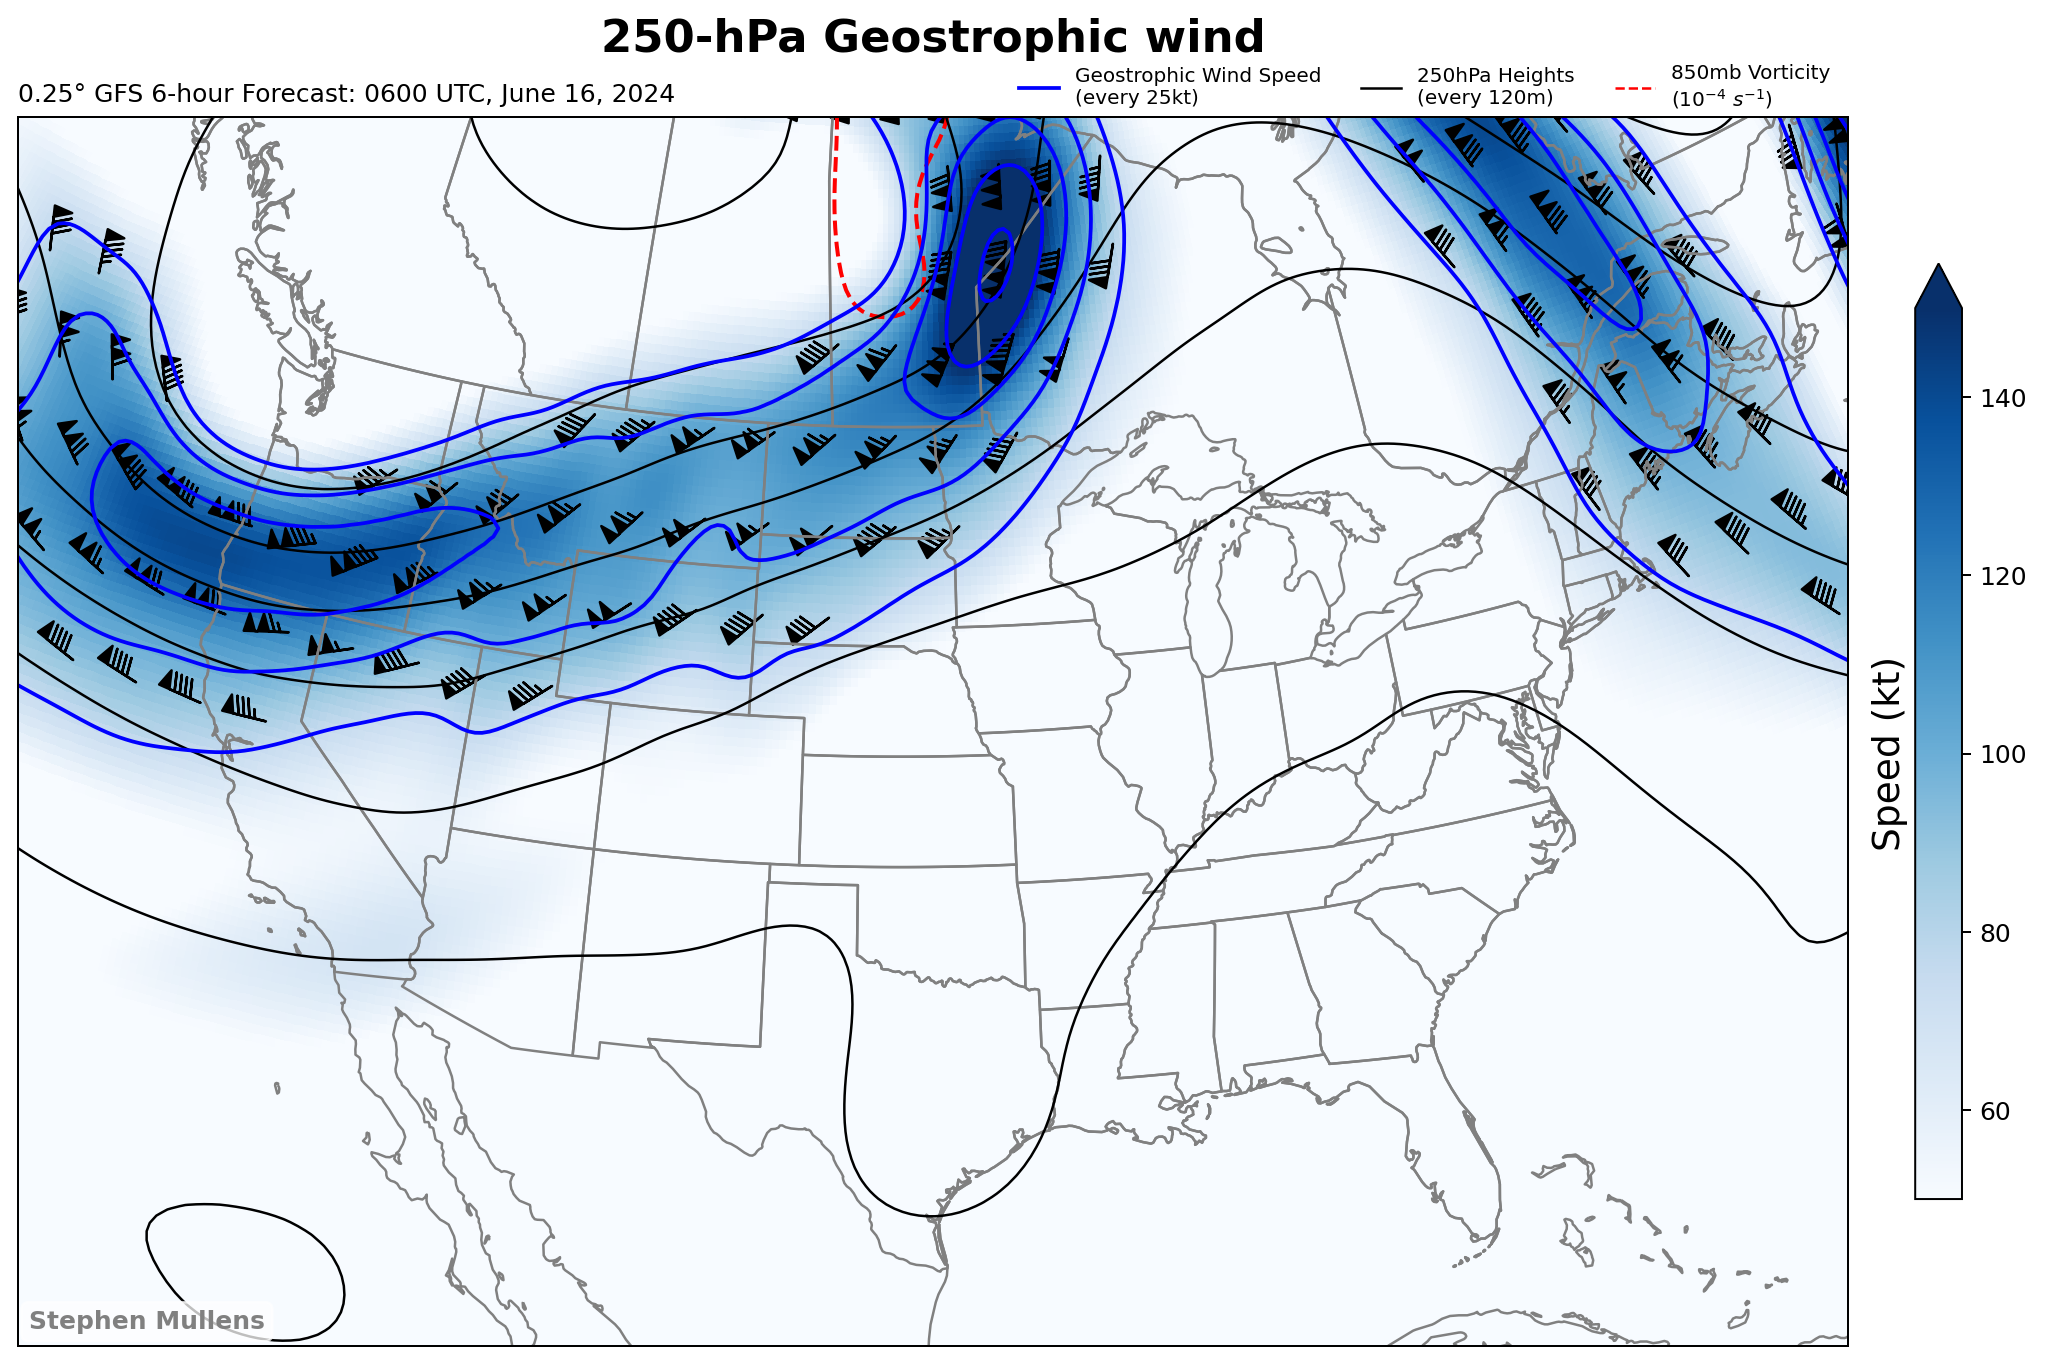 250-hPa Geostrophic wind
0.25° GFS 6-hour Forecast: 0600 UTC, June 16, 2024
Geostrophic Wind Speed
(every 25kt)
250hPa Heights
(every 120m)
850mb Vorticity
(10⁻⁴ s⁻¹)
140
120
100
80
60
Speed (kt)
Stephen Mullens